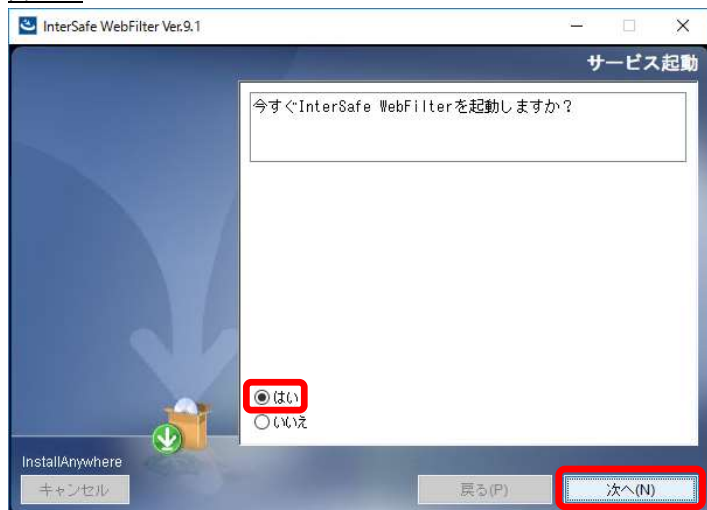 InterSafe WebFilter Ver.9.1
サービス起動
今すぐInterSafe WebFilterを起動しますか？
はい
いいえ
InstallAnywhere
キャンセル
戻る(P)
次へ(N)